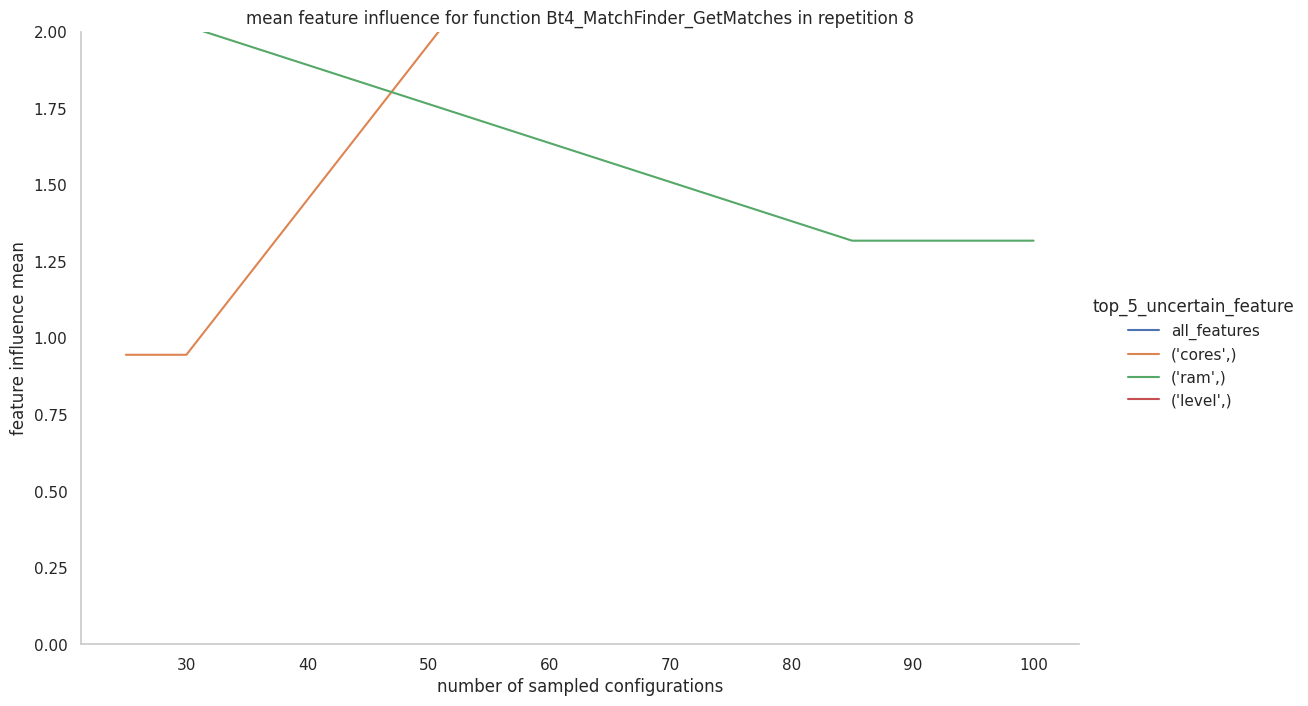 mean feature influence for function Bt4_MatchFinder_GetMatches in repetition 8
2.00
1.75
1.50
1.25
1.00
0.75
0.50
0.25
0.00
feature influence mean
30 40 50 60 70 80 90 100
number of sampled configurations
top_5_uncertain_feature
all_features
('cores',)
('ram',)
('level',)